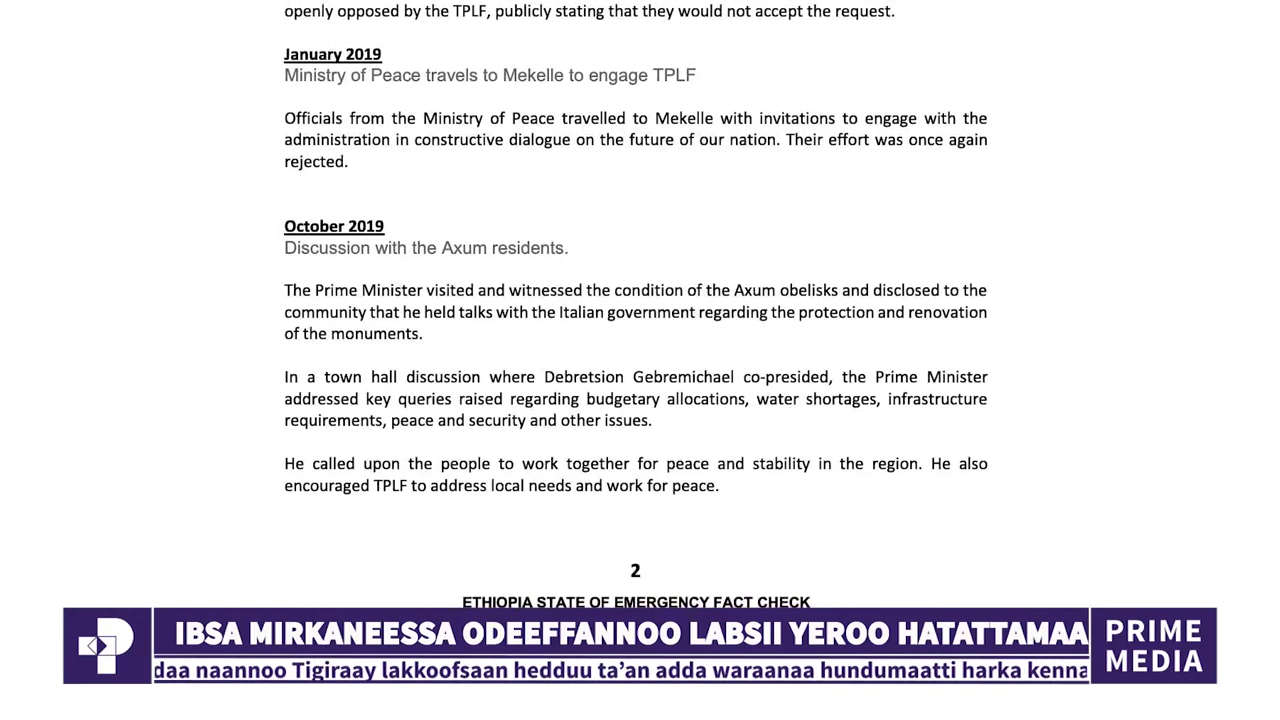 openly opposed by the TPLF, publicly stating that they would not accept the request.
January 2019
Ministry of Peace travels to Mekelle to engage TPLF
Officials from the Ministry of Peace travelled to Mekelle with invitations to engage with the
administration in constructive dialogue on the future of our nation. Their effort was once again
rejected.
October 2019
Discussion with the Axum residents.
The Prime Minister visited and witnessed the condition of the Axum obelisks and disclosed to the
community that he held talks with the Italian government regarding the protection and renovation
of the monuments.
In a town hall discussion where Debretsion Gebremichael co-presided, the Prime Minister
addressed key queries raised regarding budgetary allocations, water shortages, infrastructure
requirements, peace and security and other issues.
He called upon the people to work together for peace and stability in the region. He also
encouraged TPLF to address local needs and work for peace.
2
ETHIOPIA STATE OF EMERGENCY FACT CHECK
IBSA MIRKANEESSA ODEEFFANNOO LABSII YEROO HATATTAMAA
daa naannoo Tigiraay lakkoofsaan hedduu ta’an adda waraanaa hundumaatti harka kenna
PRIME
MEDIA